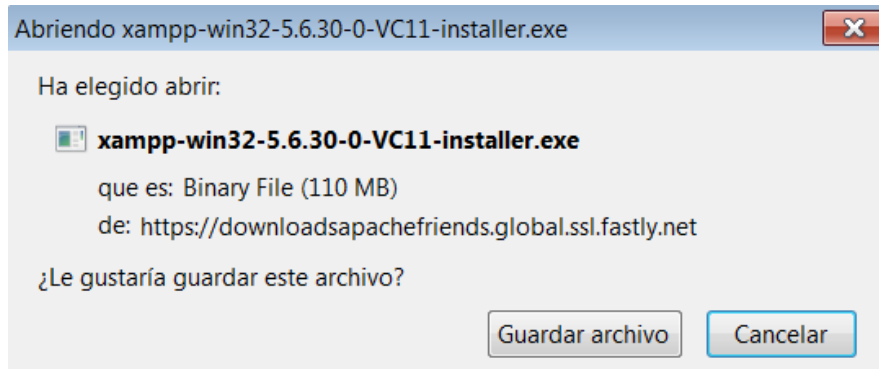 Abriendo xampp-win32-5.6.30-0-VC11-installer.exe
Ha elegido abrir:
xampp-win32-5.6.30-0-VC11-installer.exe
que es: Binary File (110 MB)
de: https://downloadsapachefriends.global.ssl.fastly.net
¿Le gustaría guardar este archivo?
Guardar archivo Cancelar